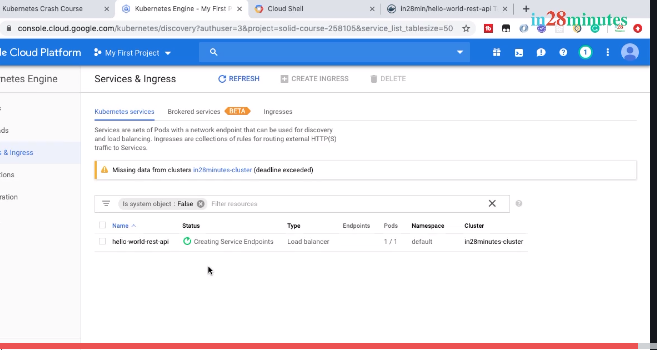 Kubernetes Crash Course
Kubernetes Engine - My First P
Cloud Shell
in28min/hello-world-rest-api T
in28minutes
console.cloud.google.com/kubernetes/discovery?authuser=3&project=solid-course-258105&service_list_tablesize=50
Cloud Platform
My First Project
1
netes Engine
Services & Ingress
REFRESH
CREATE INGRESS
DELETE
ds
s & Ingress
tions
ration
Kubernetes services
Brokered services
BETA
Ingresses
Services are sets of Pods with a network endpoint that can be used for discovery
and load balancing. Ingresses are collections of rules for routing external HTTP(S)
traffic to Services.
Missing data from clusters in28minutes-cluster (deadline exceeded)
Is system object : False
Filter resources
Name Status Type Endpoints Pods Namespace Cluster
hello-world-rest-api Creating Service Endpoints Load balancer 1 / 1 default in28minutes-cluster